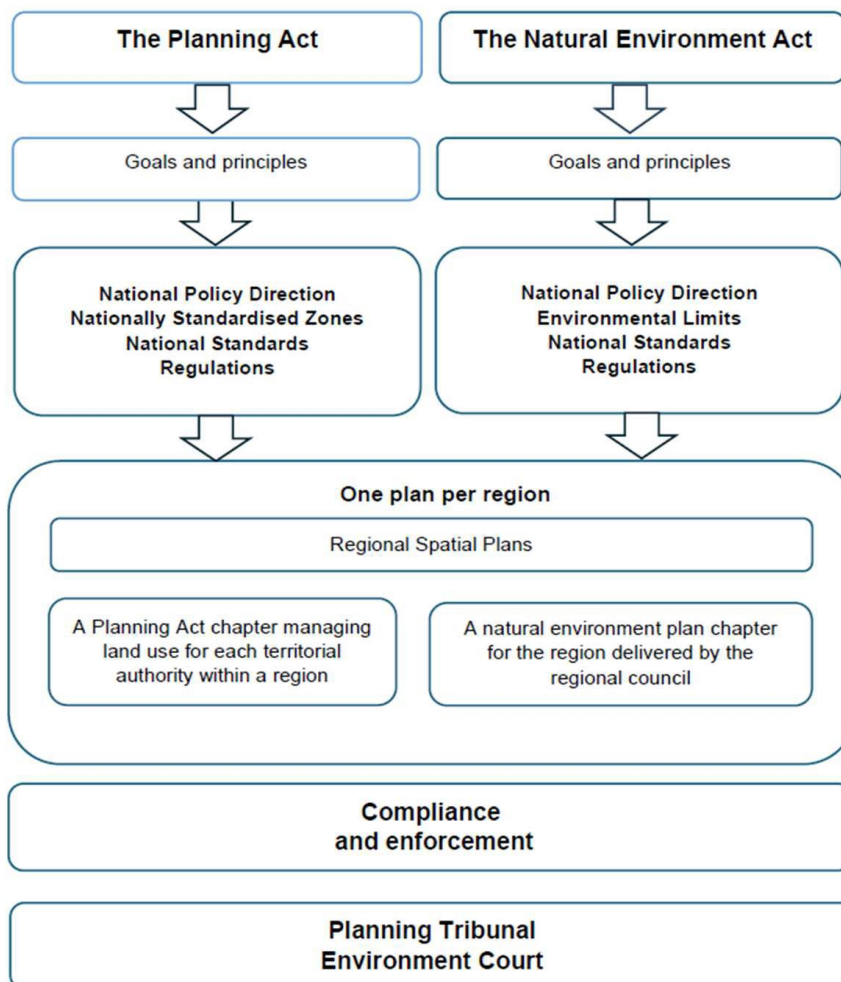 The Planning Act
The Natural Environment Act
Goals and principles
Goals and principles
National Policy Direction
Nationally Standardised Zones
National Standards
Regulations
National Policy Direction
Environmental Limits
National Standards
Regulations
One plan per region
Regional Spatial Plans
A Planning Act chapter managing
land use for each territorial
authority within a region
A natural environment plan chapter
for the region delivered by the
regional council
Compliance
and enforcement
Planning Tribunal
Environment Court